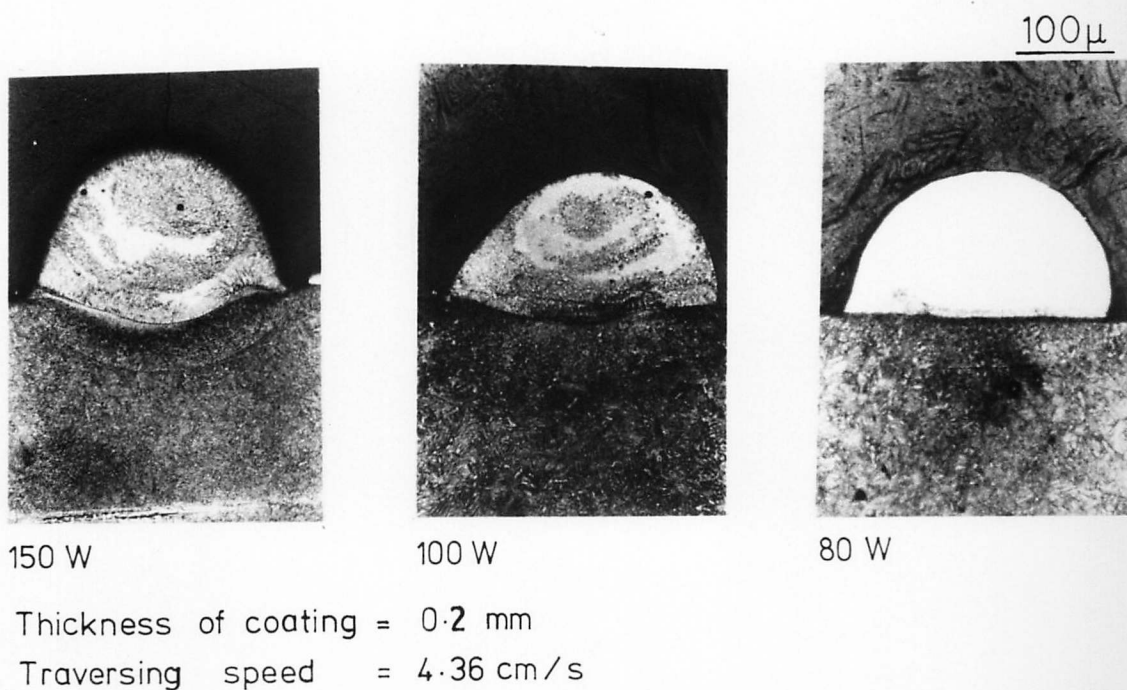 100μ
150 W
100 W
80 W
Thickness of coating = 0·2 mm
Traversing speed = 4·36 cm/s